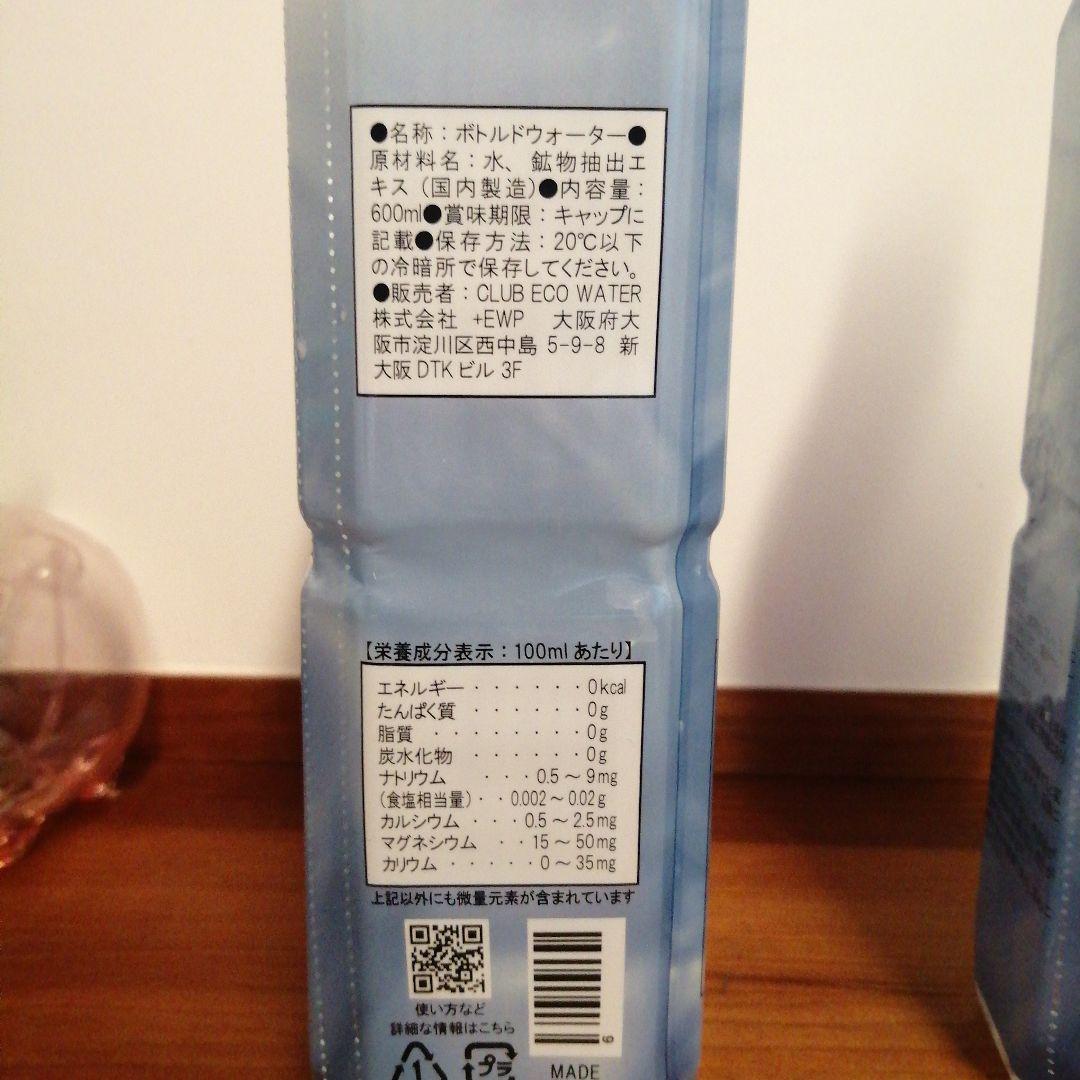 ●名称：ボトルドウォーター●
原材料名：水、鉱物抽出エ
キス（国内製造）●内容量：
600ml●賞味期限：キャップに
記載●保存方法：20℃以下
の冷暗所で保存してください。
●販売者：CLUB ECO WATER
株式会社 +EWP 大阪府大
阪市淀川区西中島 5-9-8 新
大阪DTKビル 3F
【栄養成分表示：100mlあたり】
エネルギー・・・・・・0kcal
たんぱく質・・・・・・0g
脂質・・・・・・・・0g
炭水化物・・・・・・0g
ナトリウム・・・0.5～9mg
（食塩相当量）・・0.002～0.02g
カルシウム・・・0.5～2.5mg
マグネシウム・・15～50mg
カリウム・・・・・0～35mg
上記以外にも微量元素が含まれています
使い方など
詳細な情報はこちら
6
1
プラ
MADE